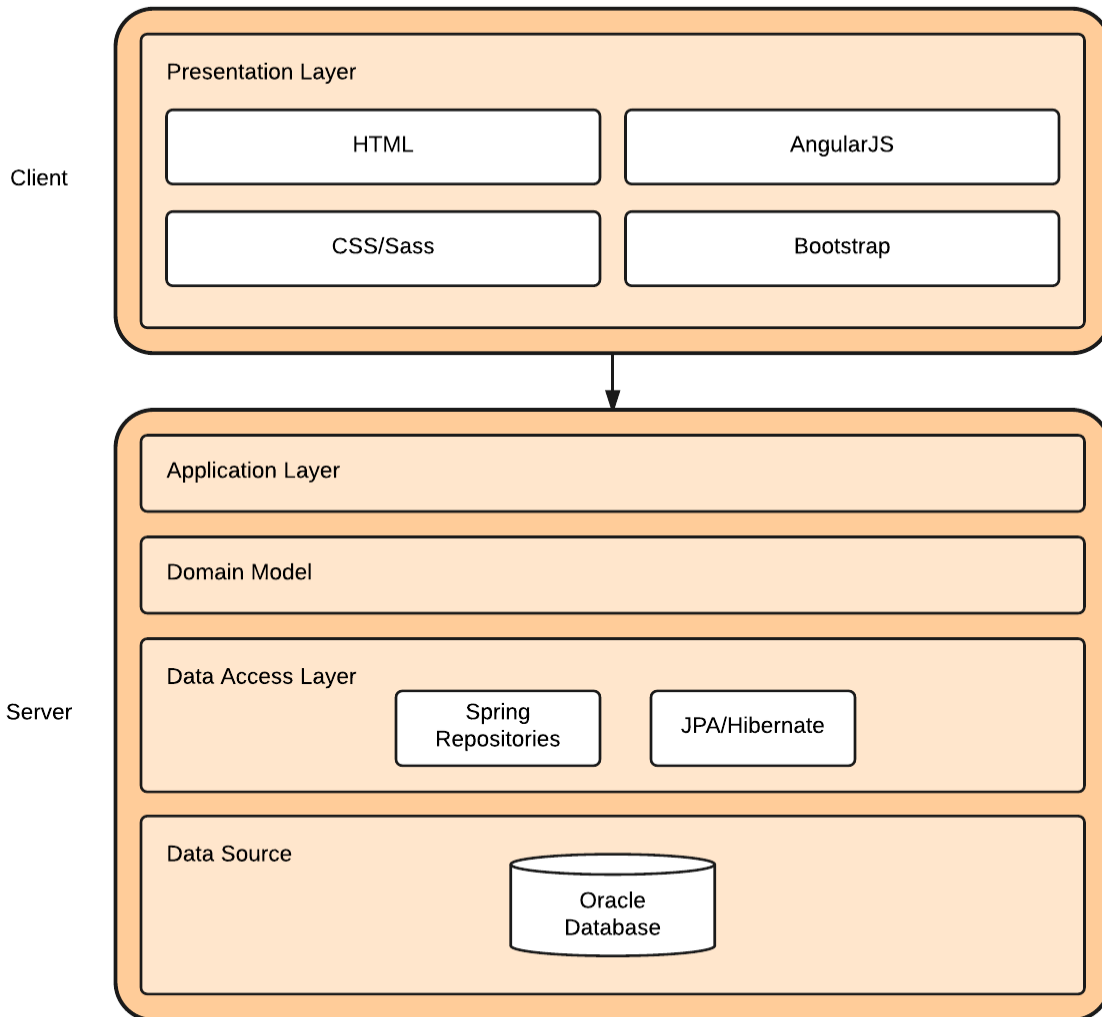 Presentation Layer
HTML
AngularJS
Client
CSS/Sass
Bootstrap
Application Layer
Domain Model
Data Access Layer
Spring
Repositories
JPA/Hibernate
Server
Data Source
Oracle
Database